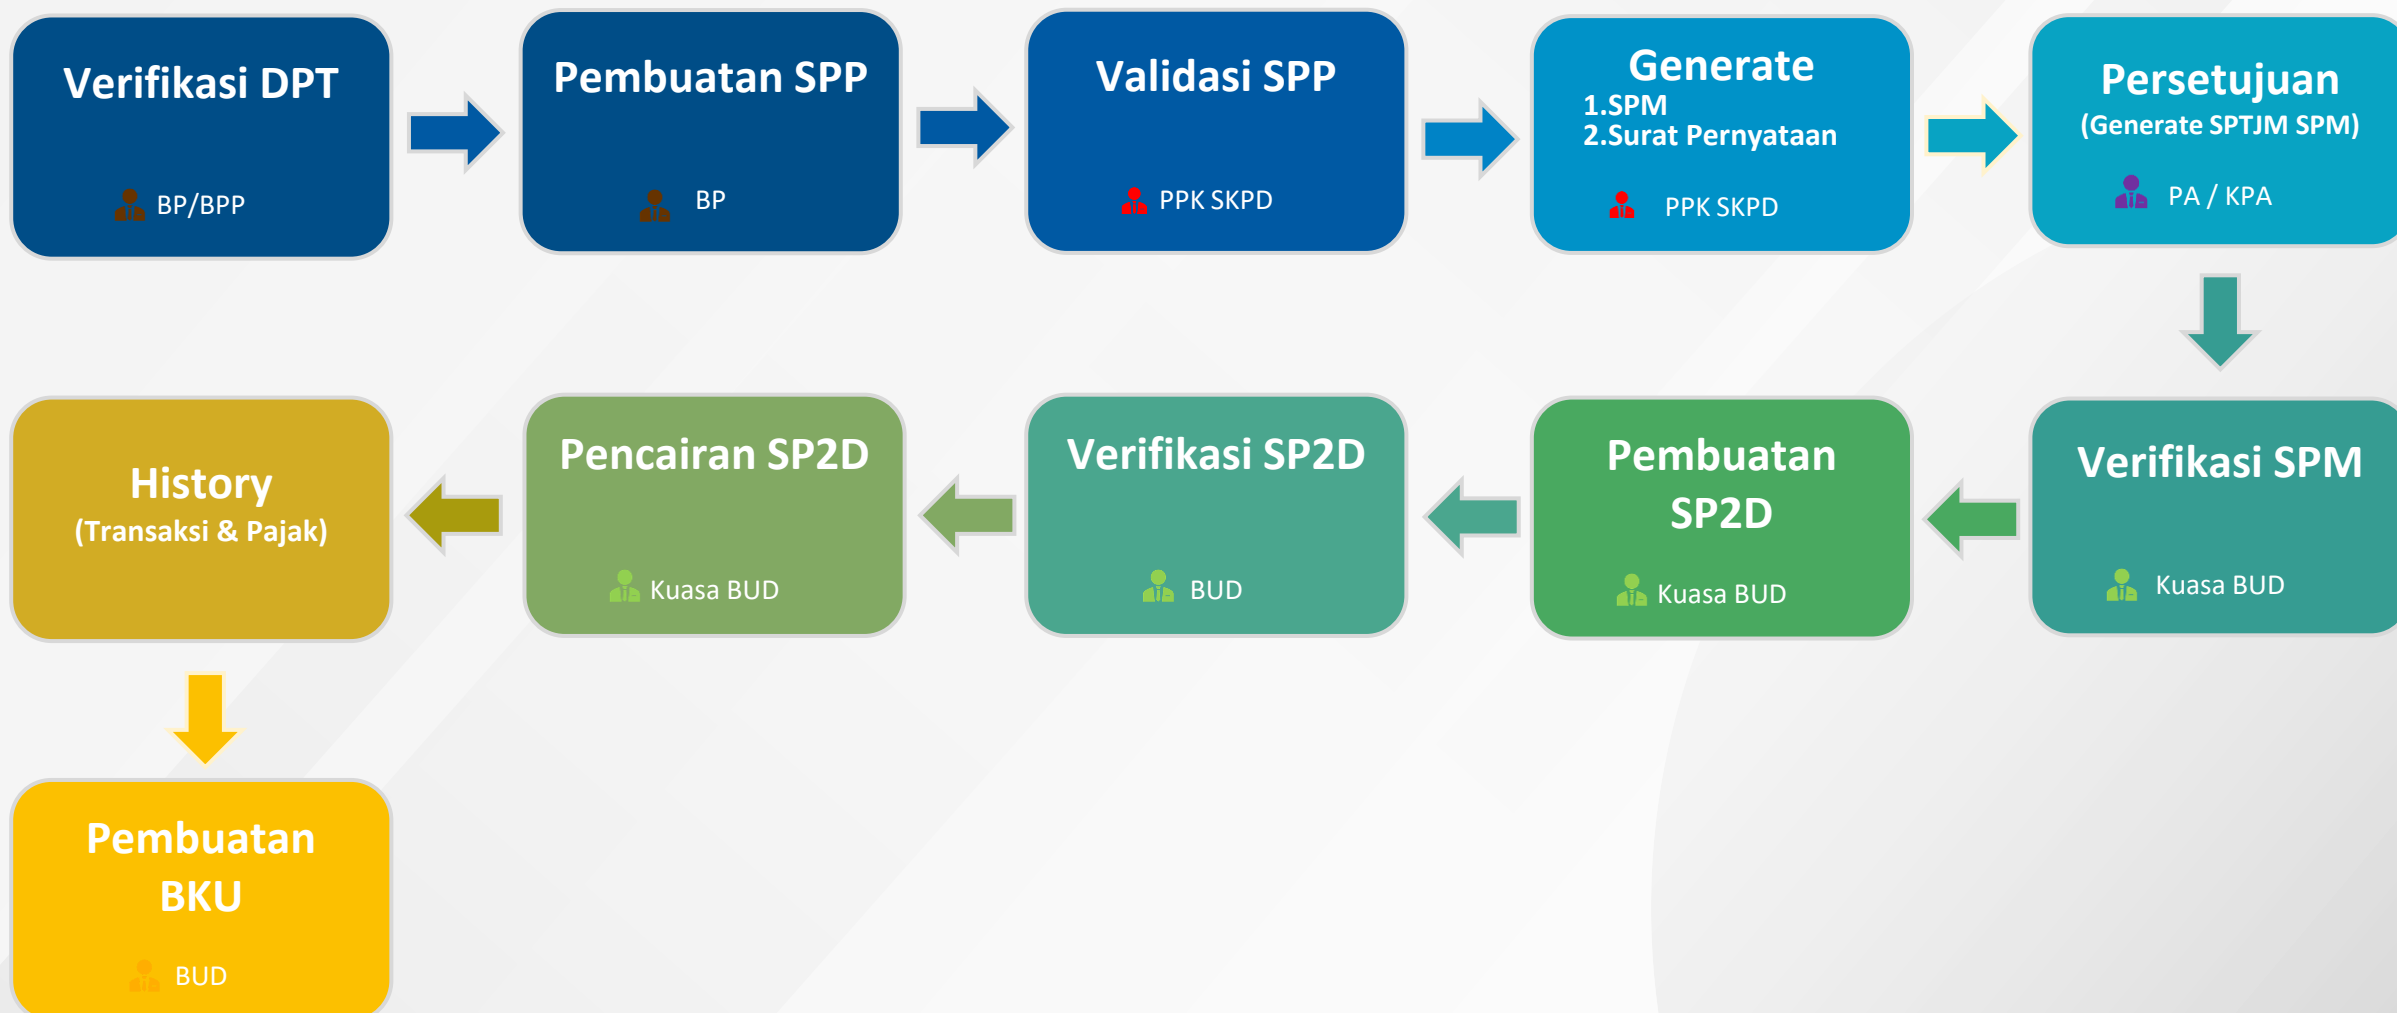 Verifikasi DPT
BP/BPP
Pembuatan SPP
BP
Validasi SPP
PPK SKPD
Generate
1.SPM
2.Surat Pernyataan
PPK SKPD
Persetujuan
(Generate SPTJM SPM)
PA / KPA
Verifikasi SPM
Kuasa BUD
Pembuatan
SP2D
Kuasa BUD
Verifikasi SP2D
BUD
Pencairan SP2D
Kuasa BUD
History
(Transaksi & Pajak)
Pembuatan
BKU
BUD